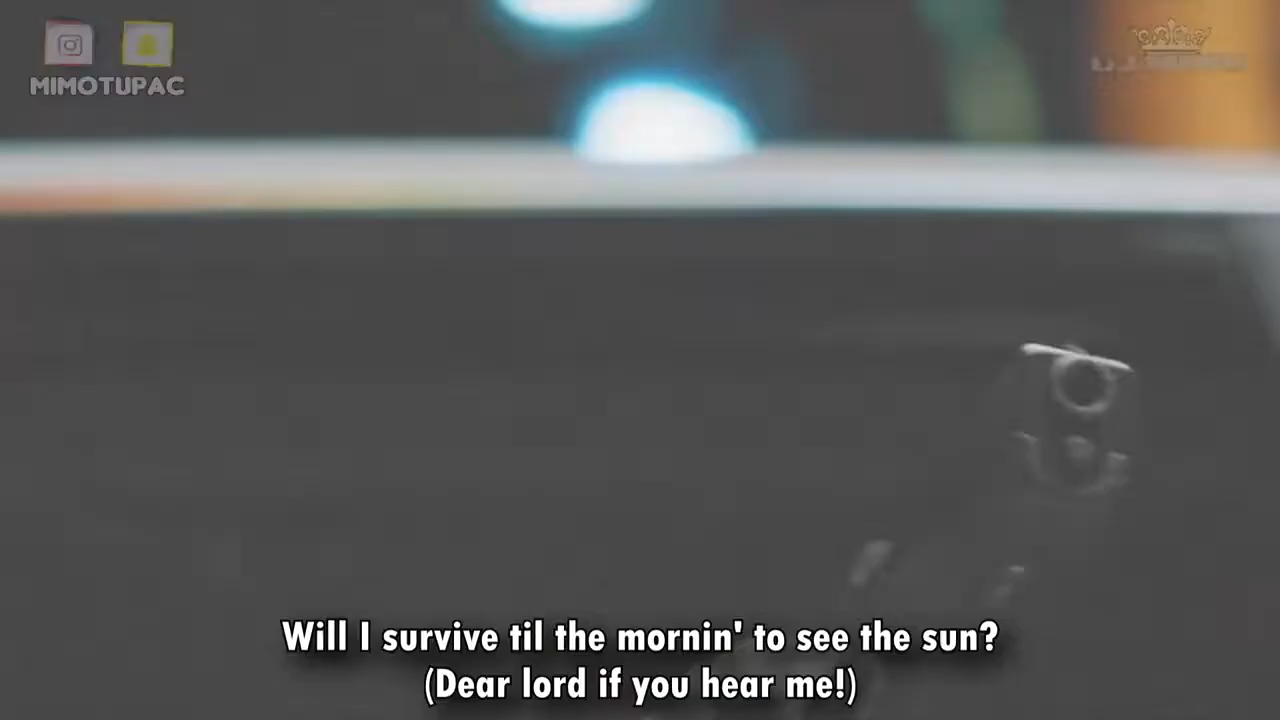 MIMOTUPAC
Will I survive til the mornin' to see the sun?
(Dear lord if you hear me!)